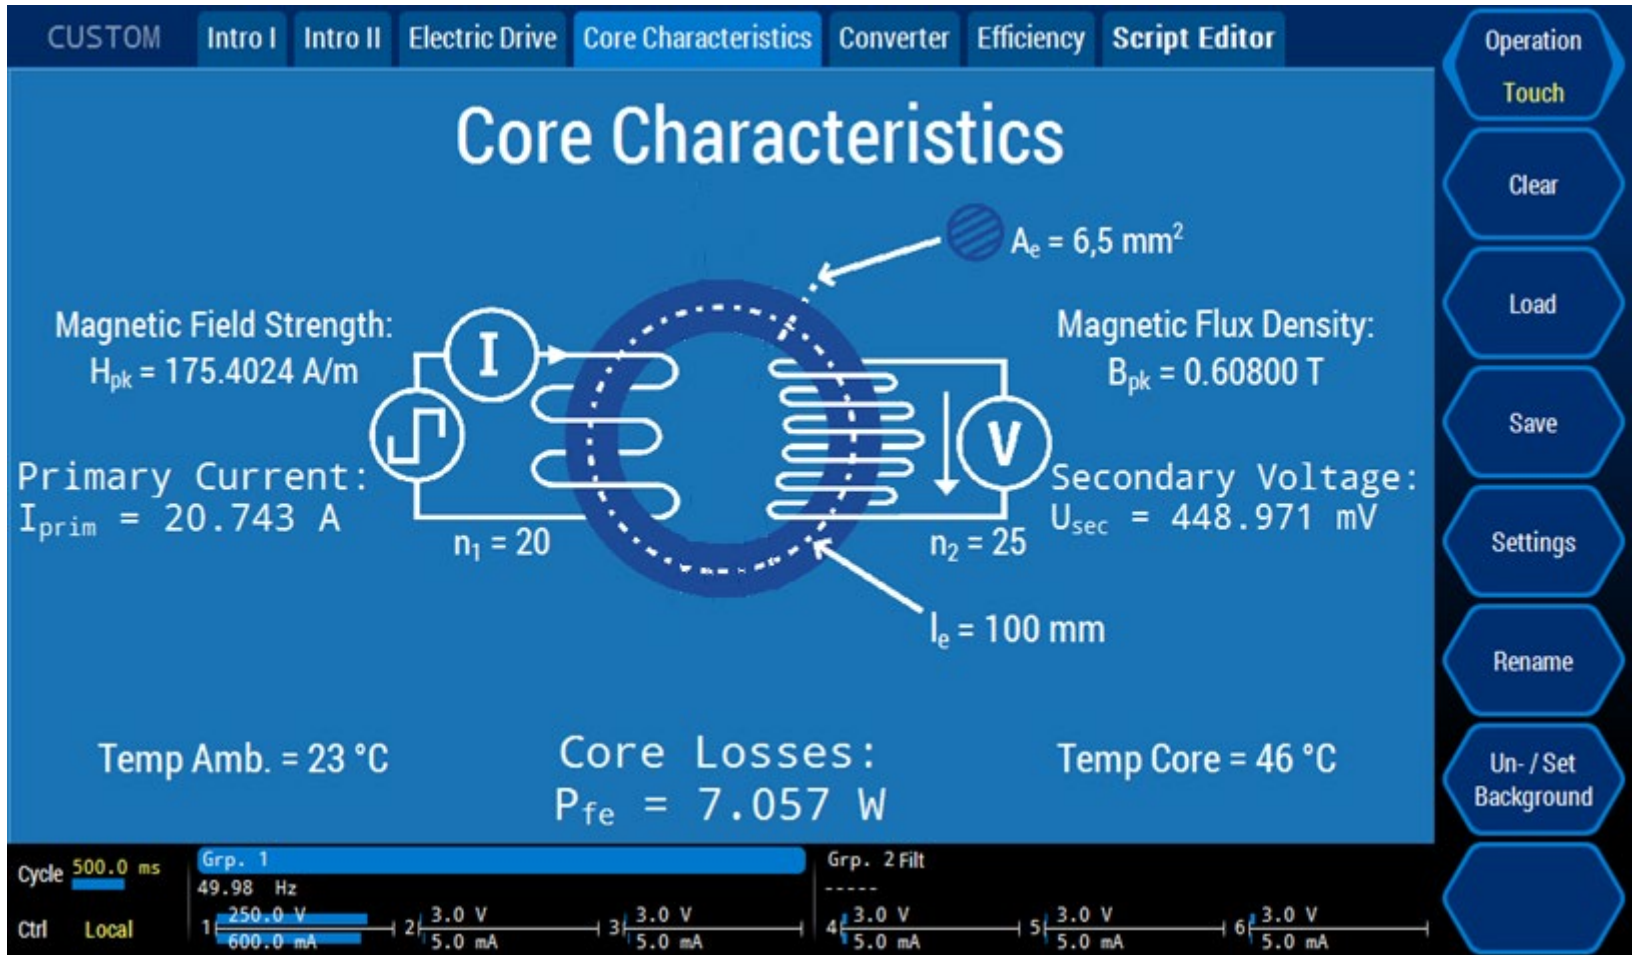 CUSTOM Intro I Intro II Electric Drive Core Characteristics Converter Efficiency Script Editor
Operation
Touch
Clear
Load
Save
Settings
Rename
Un- / Set
Background
Core Characteristics
Aₑ = 6,5 mm²
Magnetic Field Strength:
Hₚₖ = 175.4024 A/m
I
Magnetic Flux Density:
Bₚₖ = 0.60800 T
V
Primary Current:
Iₚᵣᵢₘ = 20.743 A
Secondary Voltage:
Uₛₑc = 448.971 mV
n₁ = 20
n₂ = 25
lₑ = 100 mm
Temp Amb. = 23 °C
Core Losses:
Pfe = 7.057 W
Temp Core = 46 °C
Cycle 500.0 ms
Ctrl Local
Grp. 1
49.98 Hz
1 250.0 V 600.0 mA
2 3.0 V 5.0 mA
3 3.0 V 5.0 mA
Grp. 2 Filt
-----
4 3.0 V 5.0 mA
5 3.0 V 5.0 mA
6 3.0 V 5.0 mA